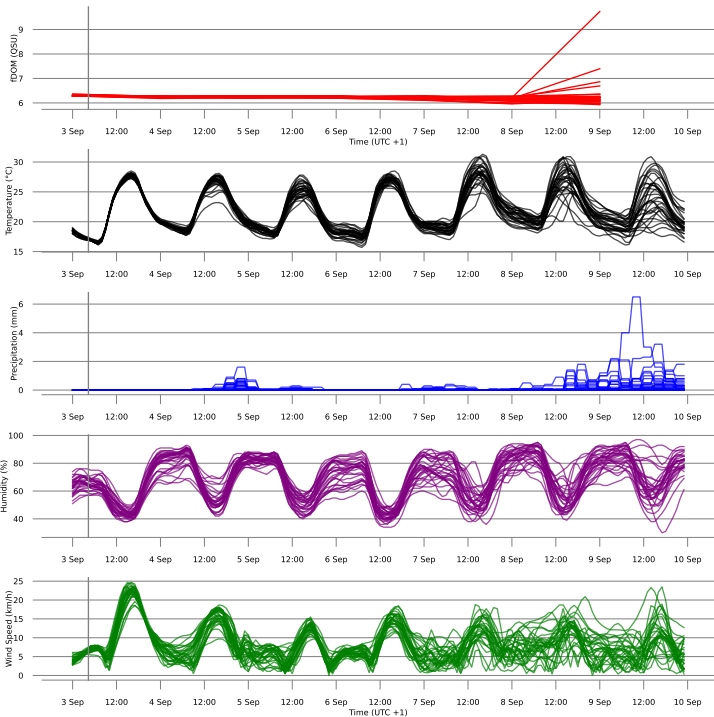 fDOM (QSU)
9
8
7
6
3 Sep 12:00 4 Sep 12:00 5 Sep 12:00 6 Sep 12:00 7 Sep 12:00 8 Sep 12:00 9 Sep 12:00 10 Sep
Time (UTC +1)
Temperature (°C)
30
25
20
15
3 Sep 12:00 4 Sep 12:00 5 Sep 12:00 6 Sep 12:00 7 Sep 12:00 8 Sep 12:00 9 Sep 12:00 10 Sep
Precipitation (mm)
6
4
2
0
3 Sep 12:00 4 Sep 12:00 5 Sep 12:00 6 Sep 12:00 7 Sep 12:00 8 Sep 12:00 9 Sep 12:00 10 Sep
Humidity (%)
100
80
60
40
3 Sep 12:00 4 Sep 12:00 5 Sep 12:00 6 Sep 12:00 7 Sep 12:00 8 Sep 12:00 9 Sep 12:00 10 Sep
Wind Speed (km/h)
25
20
15
10
5
0
3 Sep 12:00 4 Sep 12:00 5 Sep 12:00 6 Sep 12:00 7 Sep 12:00 8 Sep 12:00 9 Sep 12:00 10 Sep
Time (UTC +1)